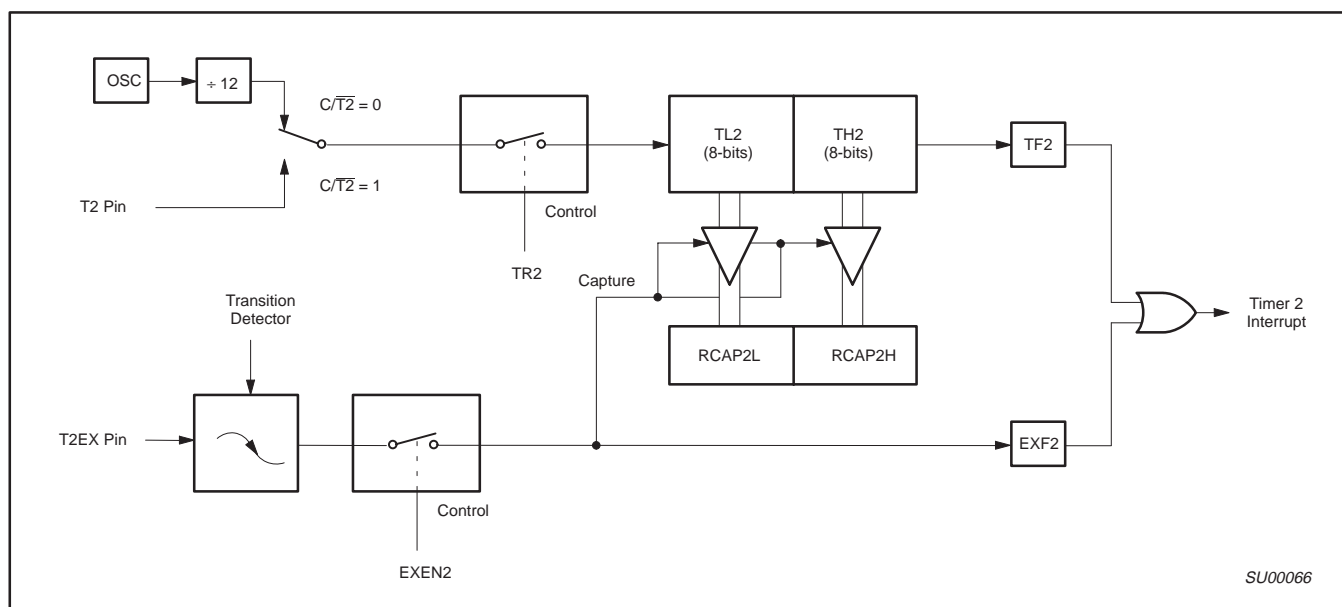 OSC
÷ 12
C/T2̅ = 0
C/T2̅ = 1
T2 Pin
Control
TR2
TL2
(8-bits)
TH2
(8-bits)
TF2
Capture
Transition
Detector
RCAP2L
RCAP2H
Timer 2
Interrupt
T2EX Pin
Control
EXEN2
EXF2
SU00066